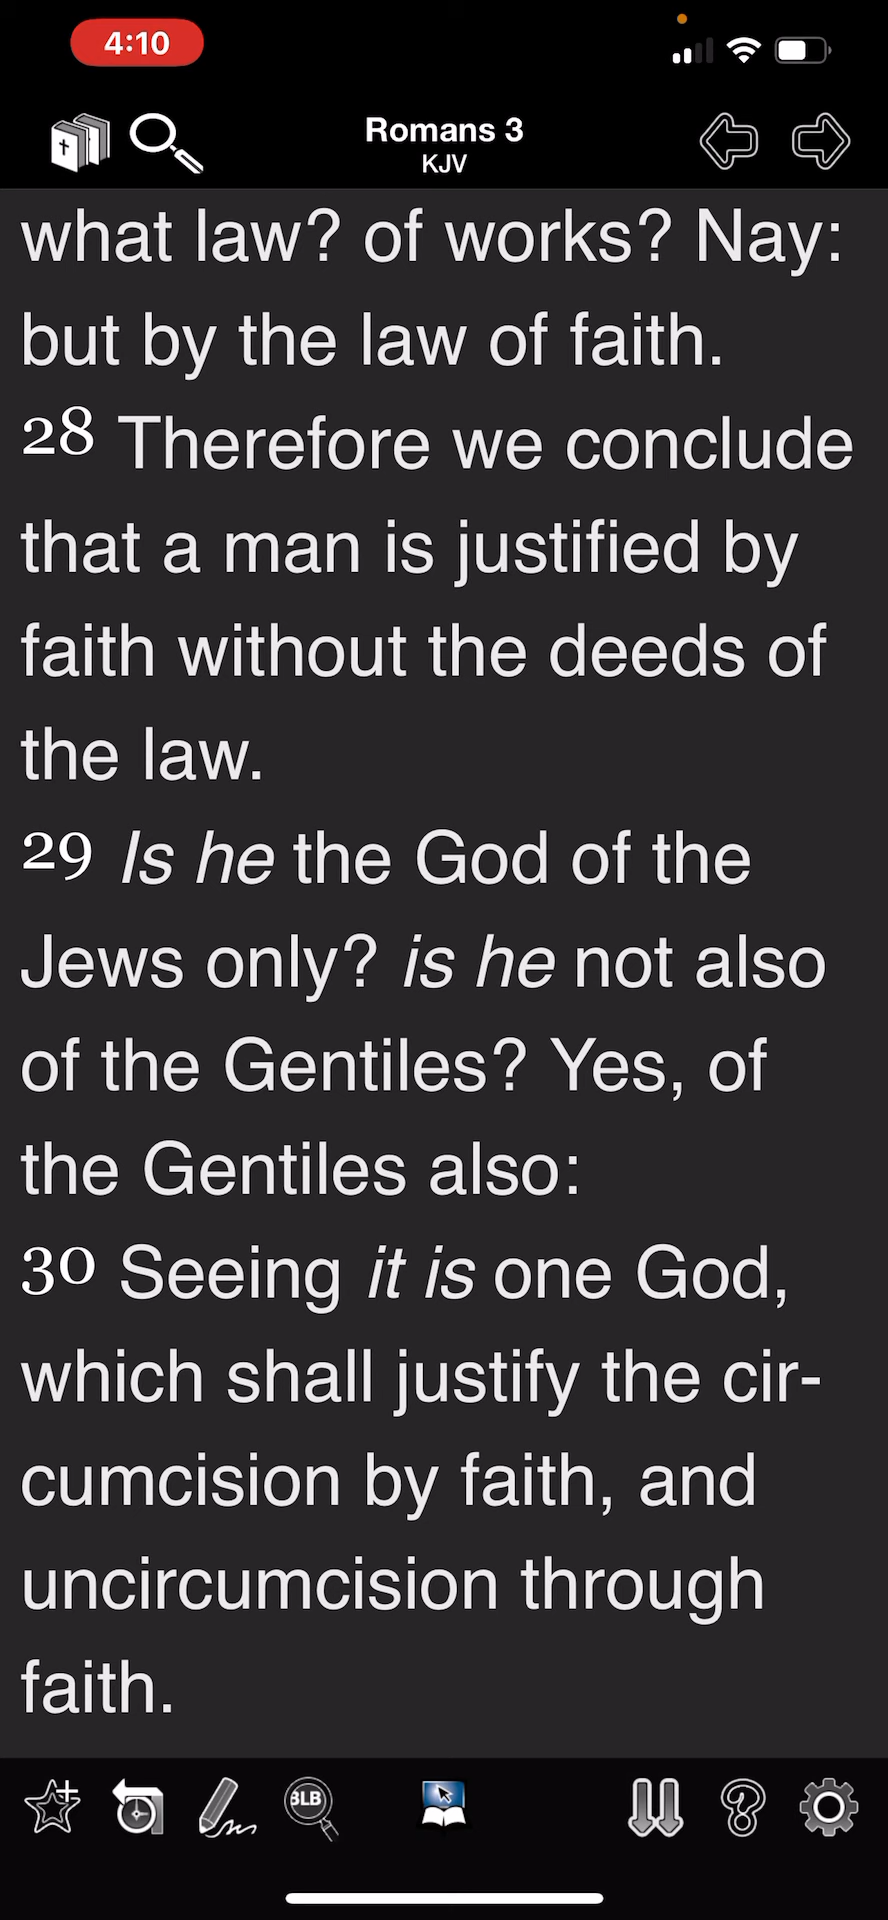 4:10
Romans 3
KJV
what law? of works? Nay:
but by the law of faith.
28 Therefore we conclude
that a man is justified by
faith without the deeds of
the law.
29 Is he the God of the
Jews only? is he not also
of the Gentiles? Yes, of
the Gentiles also:
30 Seeing it is one God,
which shall justify the cir-
cumcision by faith, and
uncircumcision through
faith.
BLB